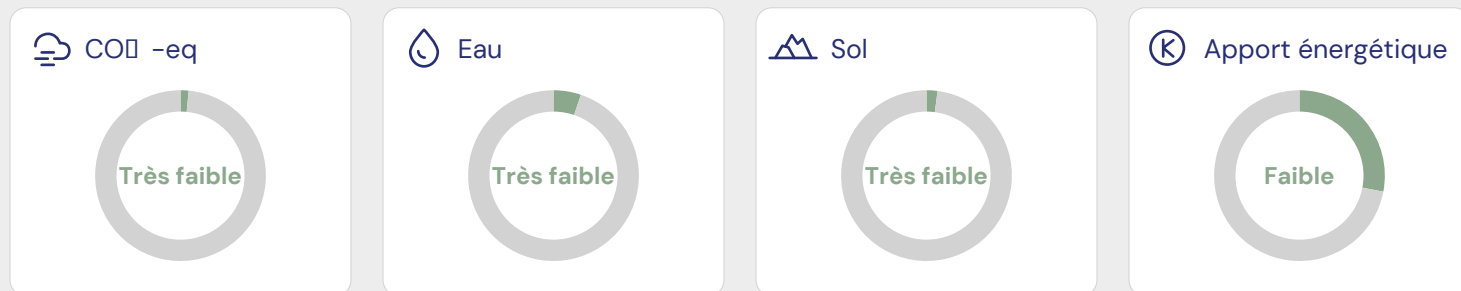 CO▯ -eq
Très faible
Eau
Très faible
Sol
Très faible
Apport énergétique
Faible